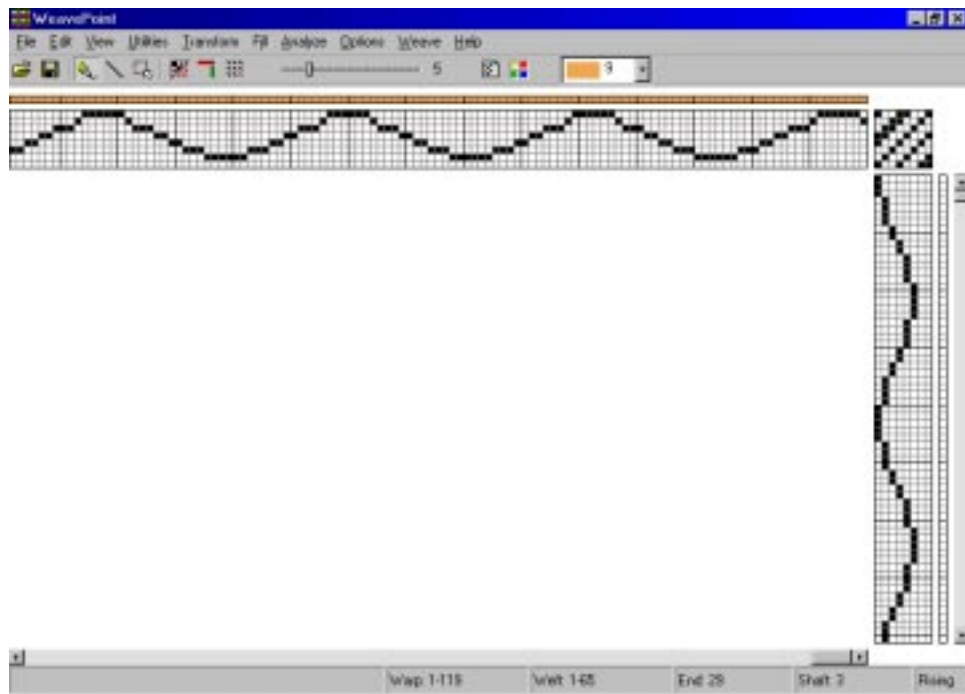 WeavePoint
File Edit View Utilities Transform Fill Analyze Options Weave Help
5 9
Warp 1-119 Weft 1-65 End 29 Shaft 3 Rising